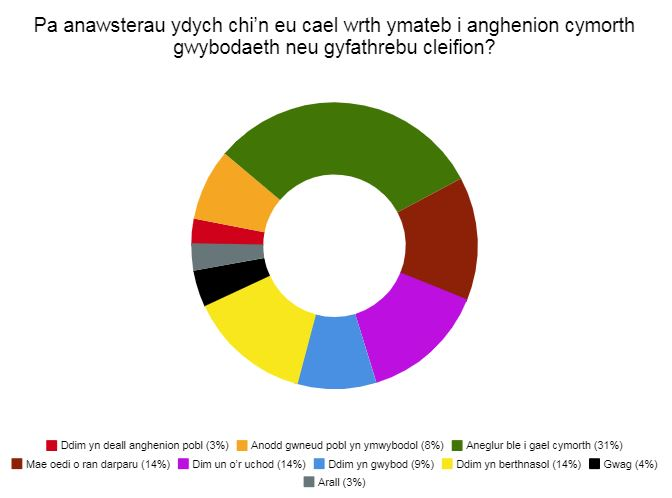 Pa anawsterau ydych chi'n eu cael wrth ymateb i anghenion cymorth
gwybodaeth neu gyfathrebu cleifion?
Ddim yn deall anghenion pobl (3%) Anodd gwneud pobl yn ymwybodol (8%) Aneglur ble i gael cymorth (31%)
Mae oedi o ran darparu (14%) Dim un o'r uchod (14%) Ddim yn gwybod (9%) Ddim yn berthnasol (14%) Gwag (4%)
Arall (3%)